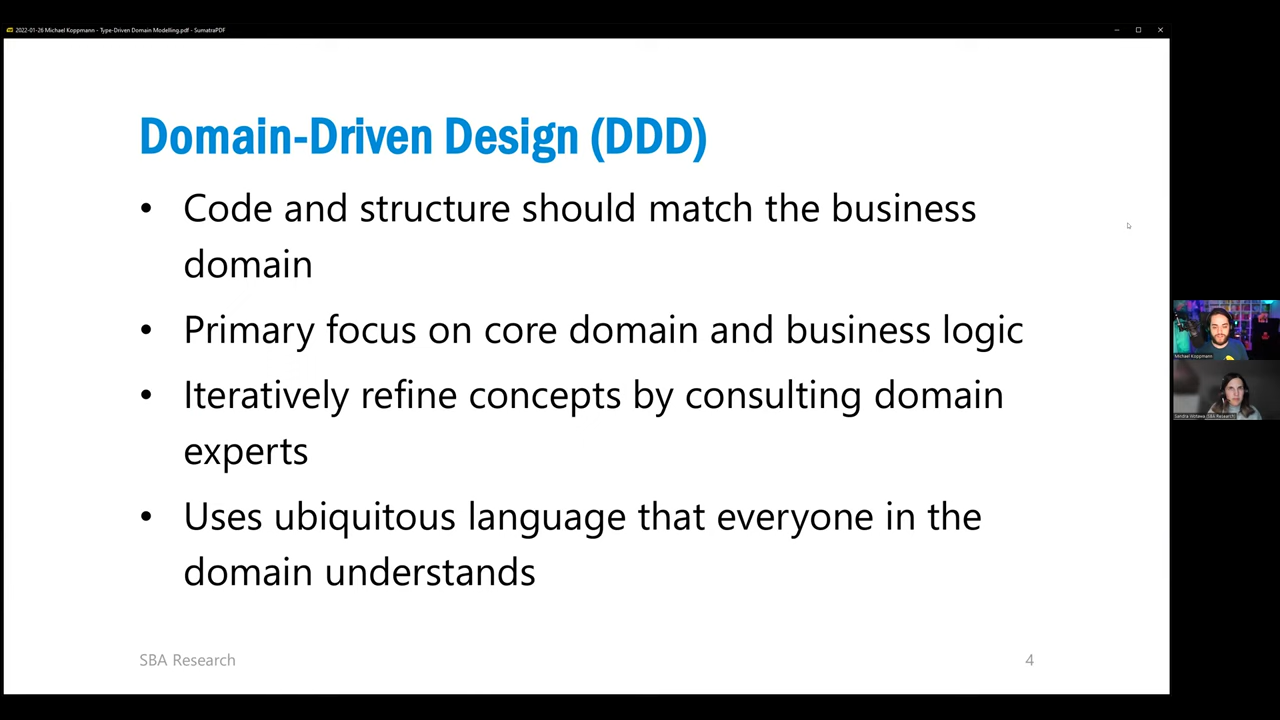 2022-01-26 Michael Koppmann - Type-Driven Domain Modelling.pdf - SumatraPDF
Domain-Driven Design (DDD)
• Code and structure should match the business
domain
• Primary focus on core domain and business logic
• Iteratively refine concepts by consulting domain
experts
• Uses ubiquitous language that everyone in the
domain understands
SBA Research
4
Michael Koppmann
(SBA Research)